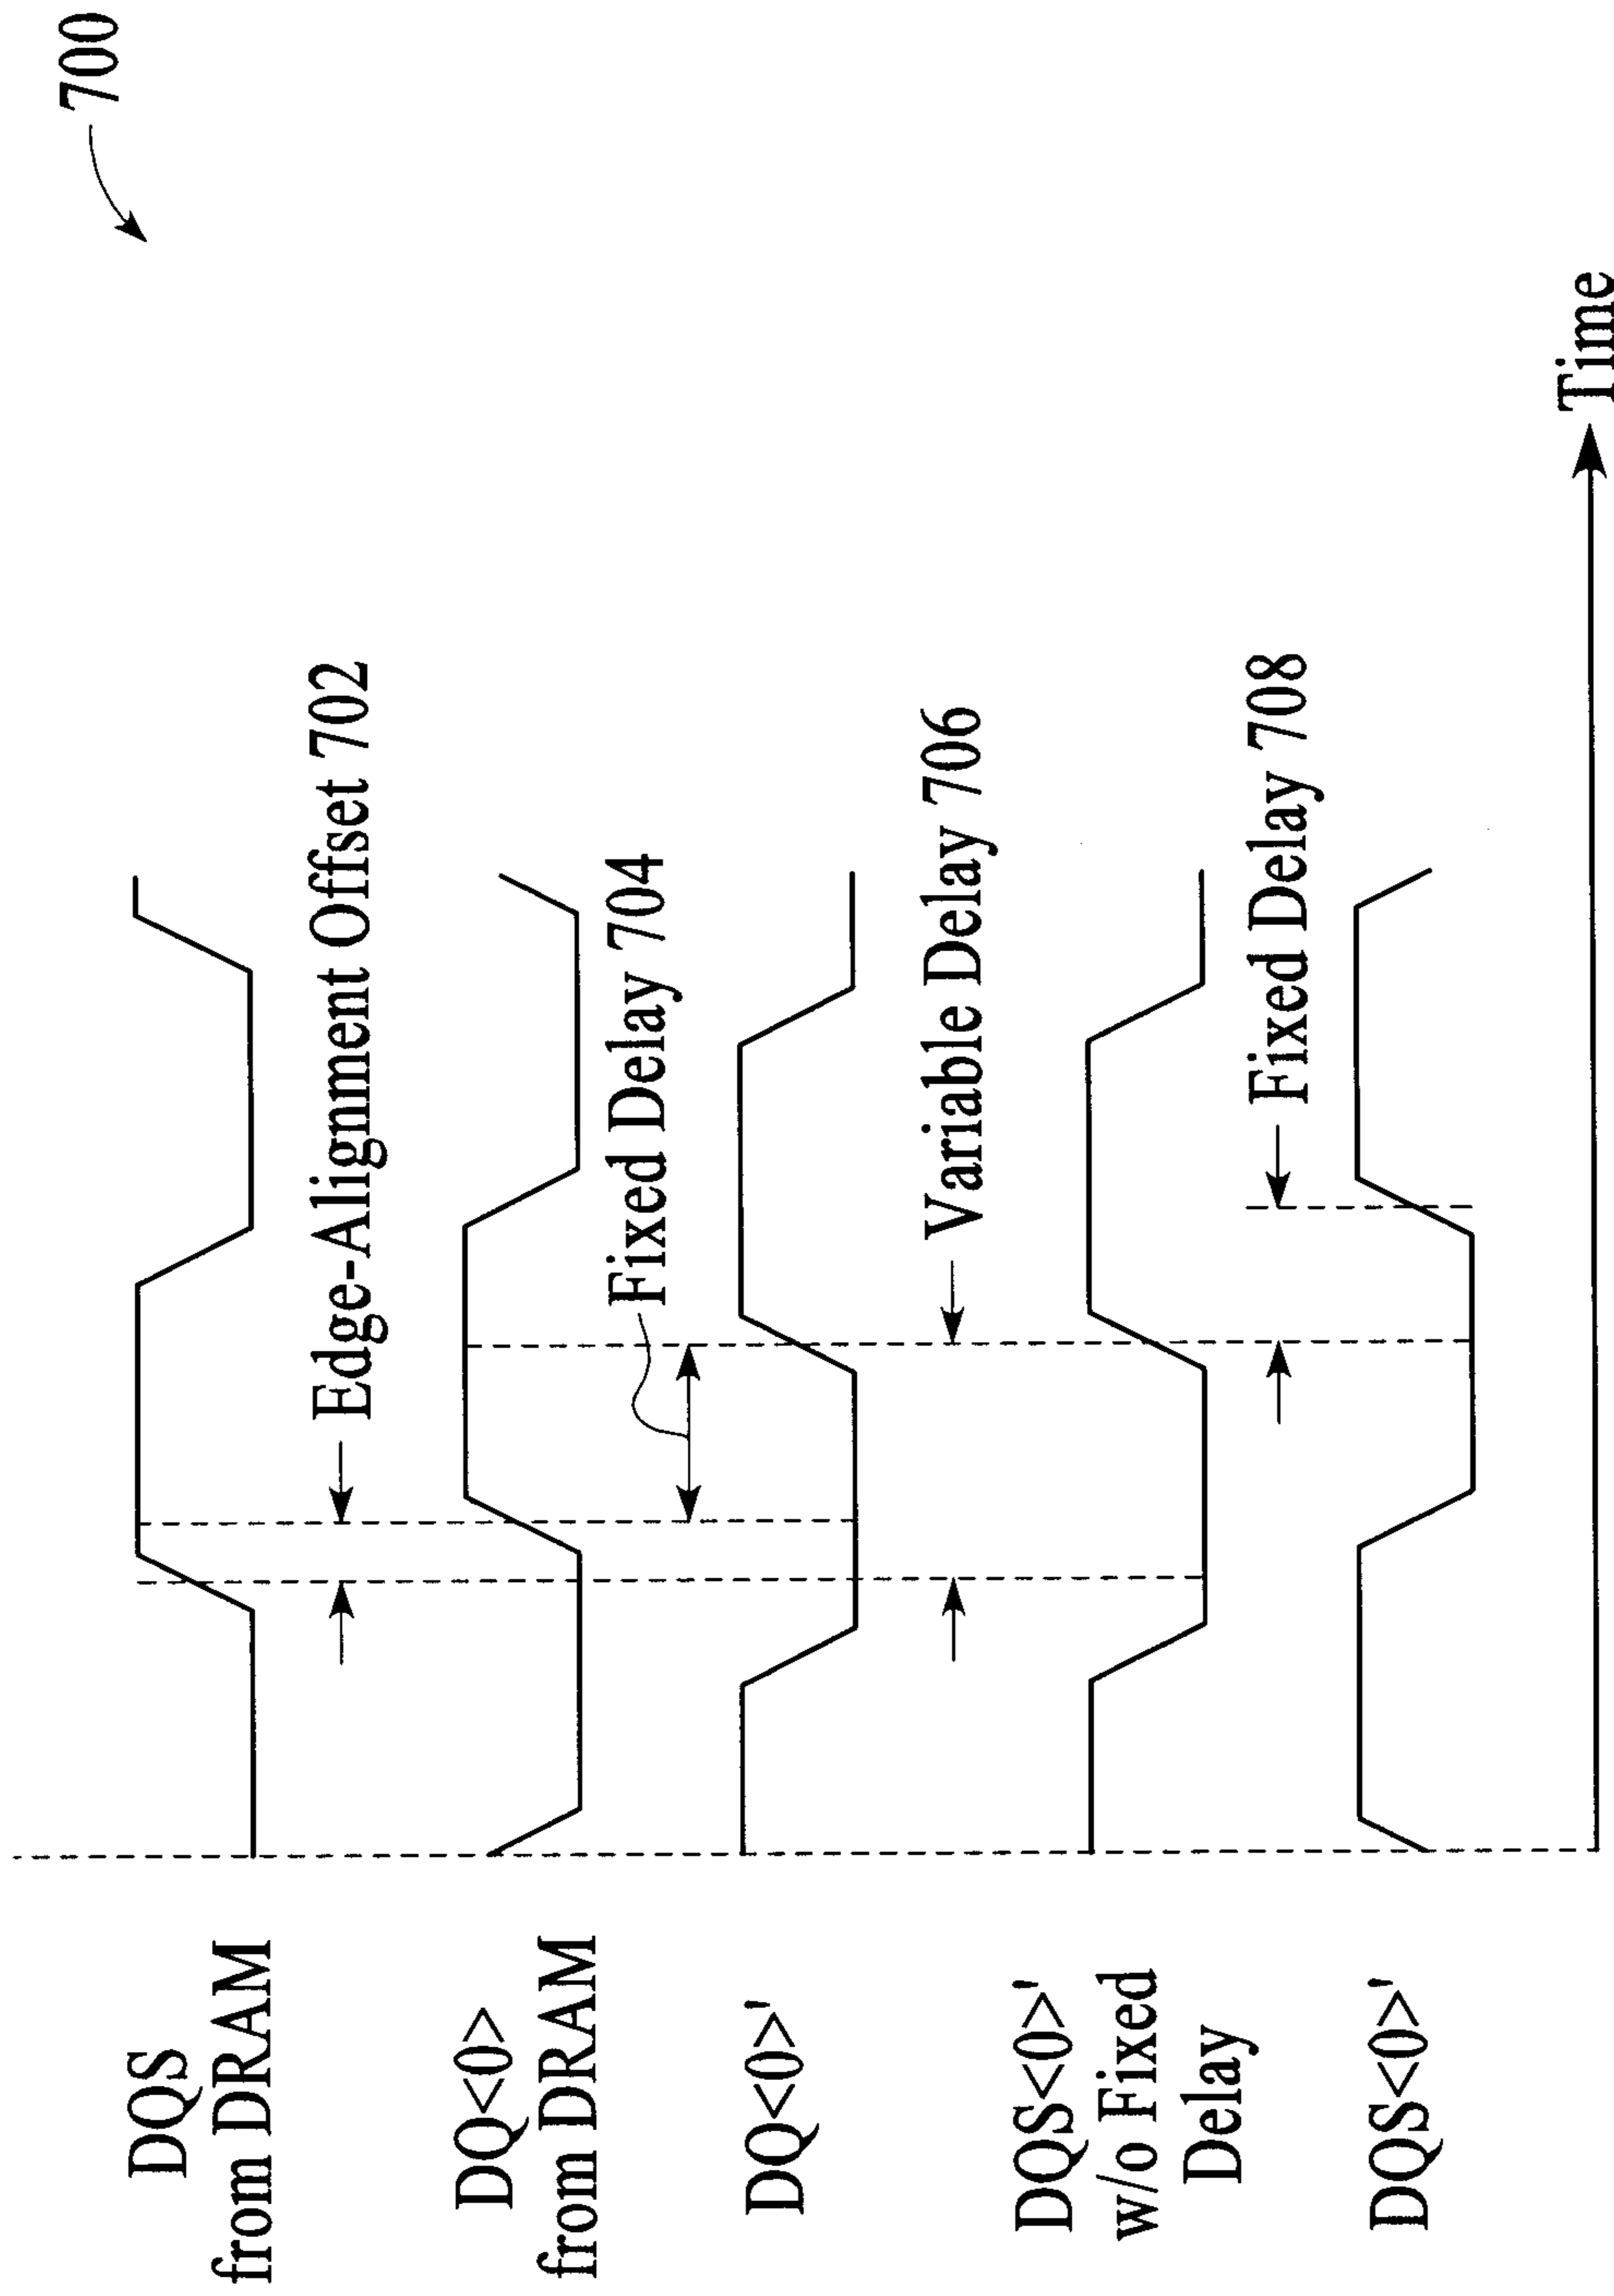 700
DQS
from DRAM
Edge-Alignment Offset 702
DQ<0>
from DRAM
Fixed Delay 704
DQ<0>'
Variable Delay 706
DQS<0>'
w/o Fixed
Delay
Fixed Delay 708
DQS<0>'
Time